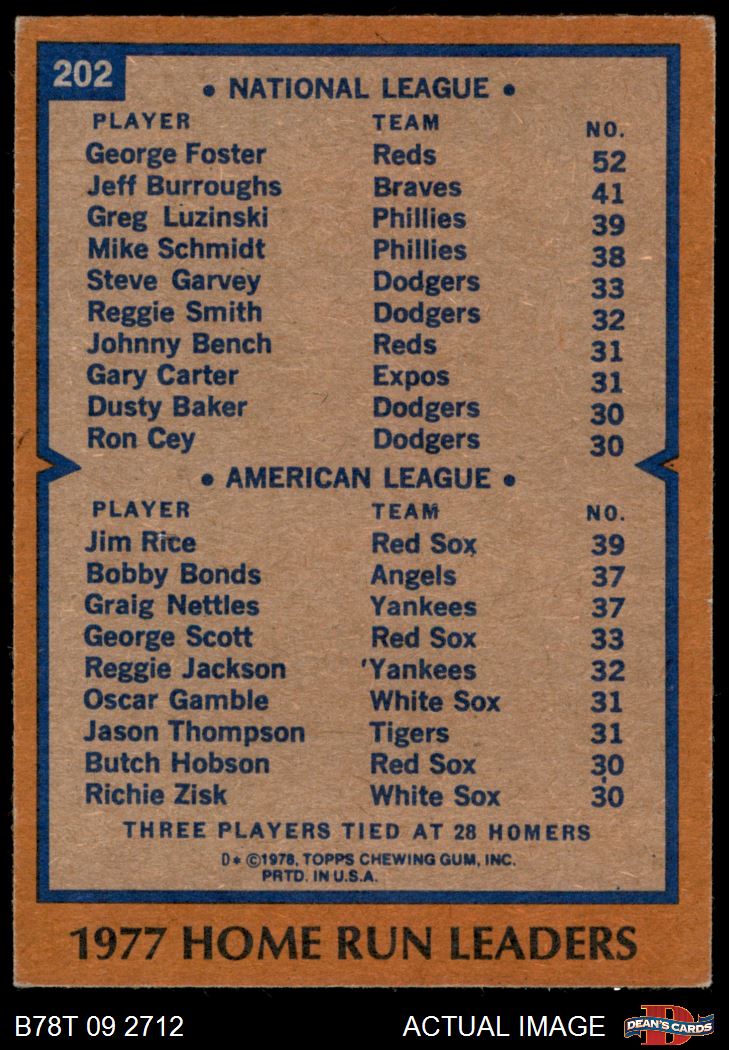 202
• NATIONAL LEAGUE •
PLAYER TEAM NO.
George Foster Reds 52
Jeff Burroughs Braves 41
Greg Luzinski Phillies 39
Mike Schmidt Phillies 38
Steve Garvey Dodgers 33
Reggie Smith Dodgers 32
Johnny Bench Reds 31
Gary Carter Expos 31
Dusty Baker Dodgers 30
Ron Cey Dodgers 30
• AMERICAN LEAGUE •
PLAYER TEAM NO.
Jim Rice Red Sox 39
Bobby Bonds Angels 37
Graig Nettles Yankees 37
George Scott Red Sox 33
Reggie Jackson 'Yankees 32
Oscar Gamble White Sox 31
Jason Thompson Tigers 31
Butch Hobson Red Sox 30
Richie Zisk White Sox 30
THREE PLAYERS TIED AT 28 HOMERS
D* ©1978, TOPPS CHEWING GUM, INC.
PRTD. IN U.S.A.
1977 HOME RUN LEADERS
B78T 09 2712 ACTUAL IMAGE DEAN'S CARDS